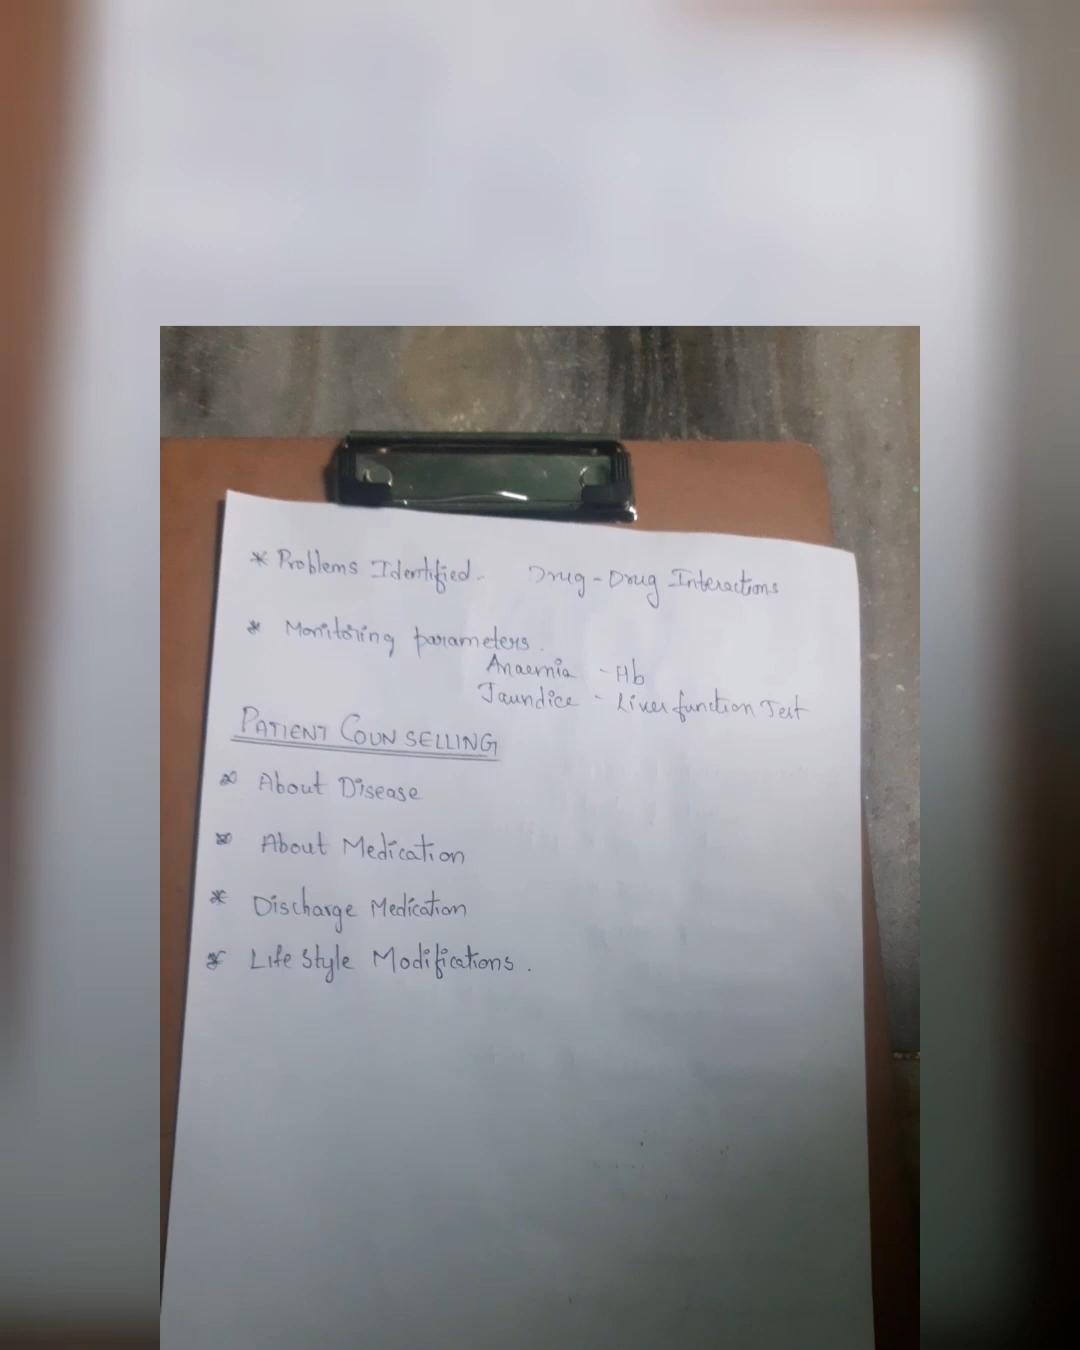 * Problems Identified - Drug - Drug Interactions
* Monitoring parameters.
Anaemia - Hb
Jaundice - Liver function Test
PATIENT COUNSELLING
* About Disease
* About Medication
* Discharge Medication
* Life Style Modifications.